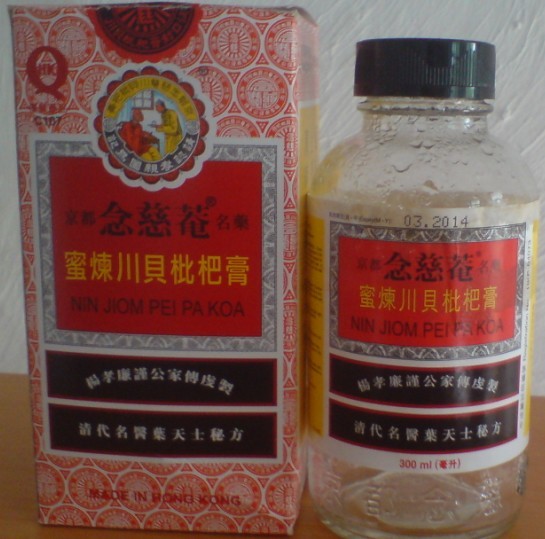 C107
京都念慈菴®名藥
蜜煉川貝枇杷膏
NIN JIOM PEI PA KOA
楊孝廉謹公家傳虔製
清代名醫葉天士秘方
MADE IN HONG KONG
03.2014
京都念慈菴®名藥
蜜煉川貝枇杷膏
NIN JIOM PEI PA KOA
楊孝廉謹公家傳虔製
清代名醫葉天士秘方
300 ml (毫升)